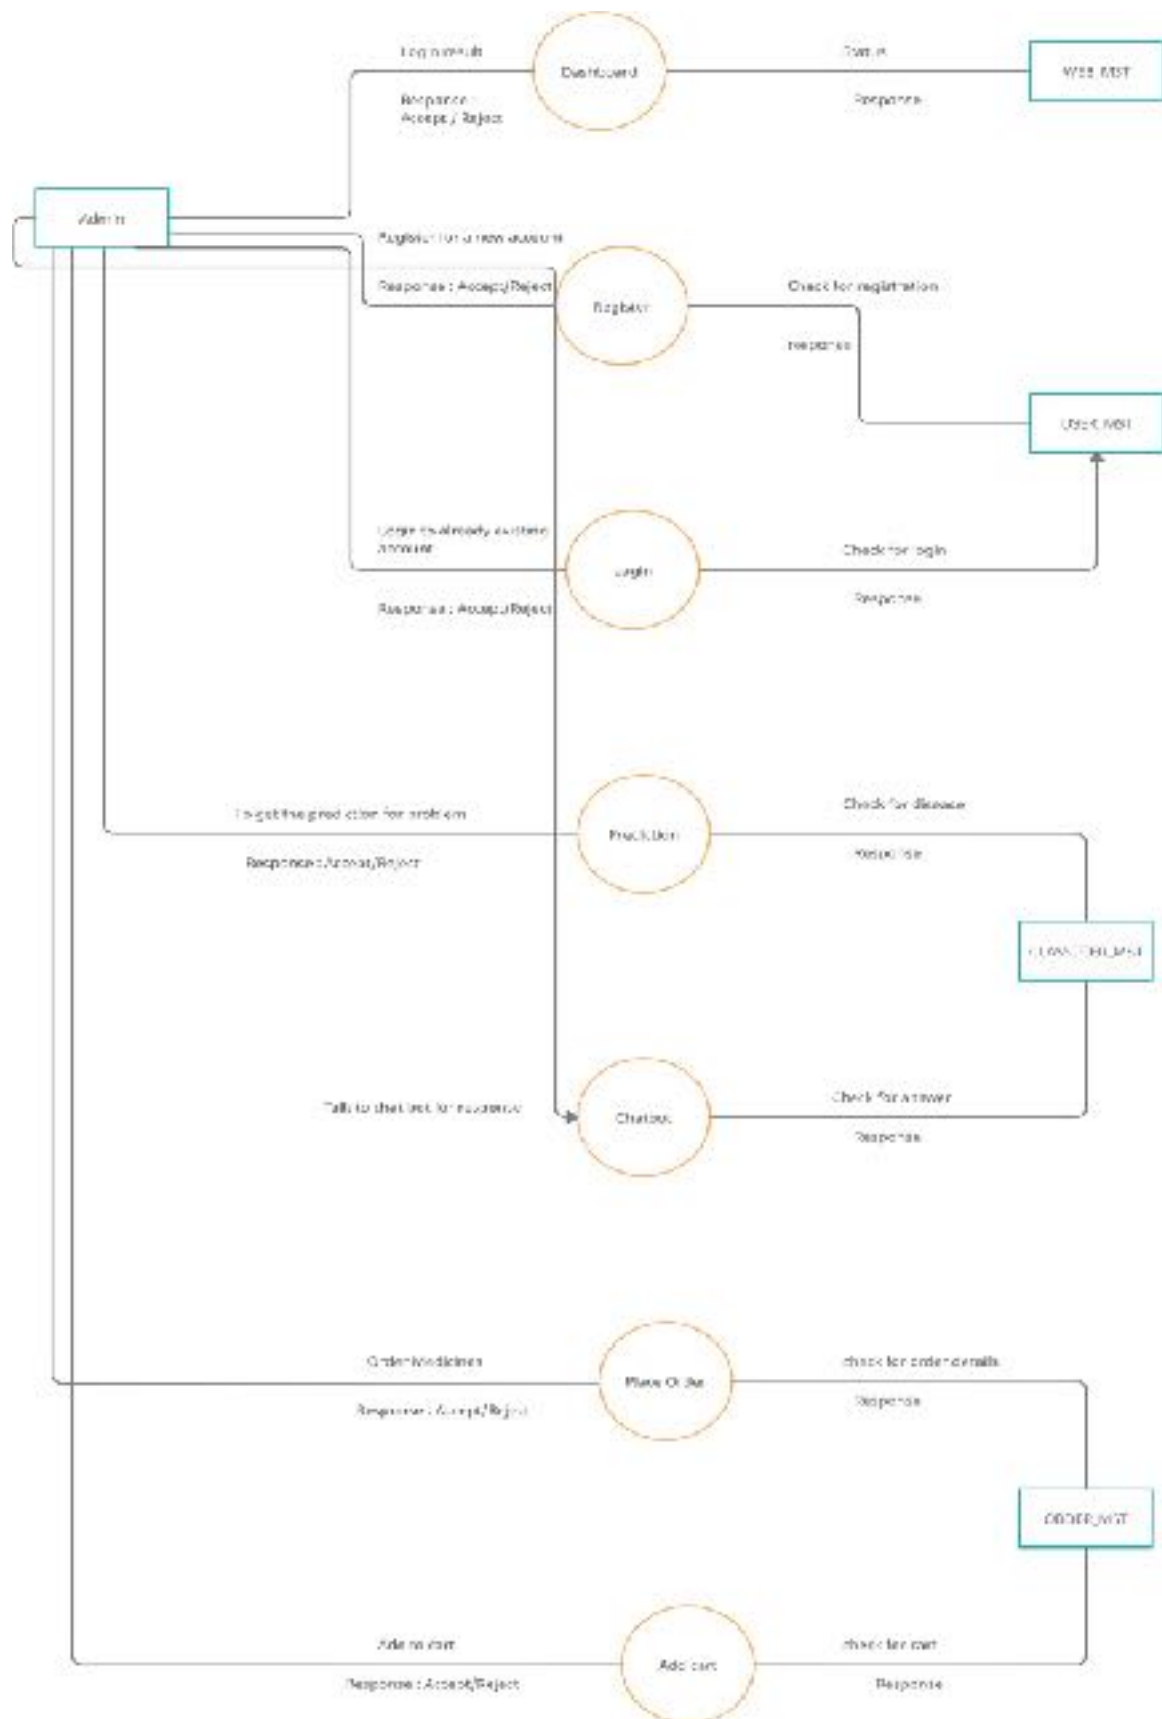 Login result
Status
Dashboard
WEB_MST
Response :
Accept / Reject
Response
Admin
Register for a new account
Response : Accept/Reject
Check for registration
Register
Response
USER_MST
Login to already existing
account
Check for login
Login
Response : Accept/Reject
Response
To get the prediction for problem
Check for disease
Prediction
Response : Accept/Reject
Response
Talk to chat bot for response
Check for answer
Chatbot
Response
Order Medicines
check for order details
Place Order
Response : Accept/Reject
Response
ORDER_MST
Add to cart
check for cart
Add cart
Response : Accept/Reject
Response